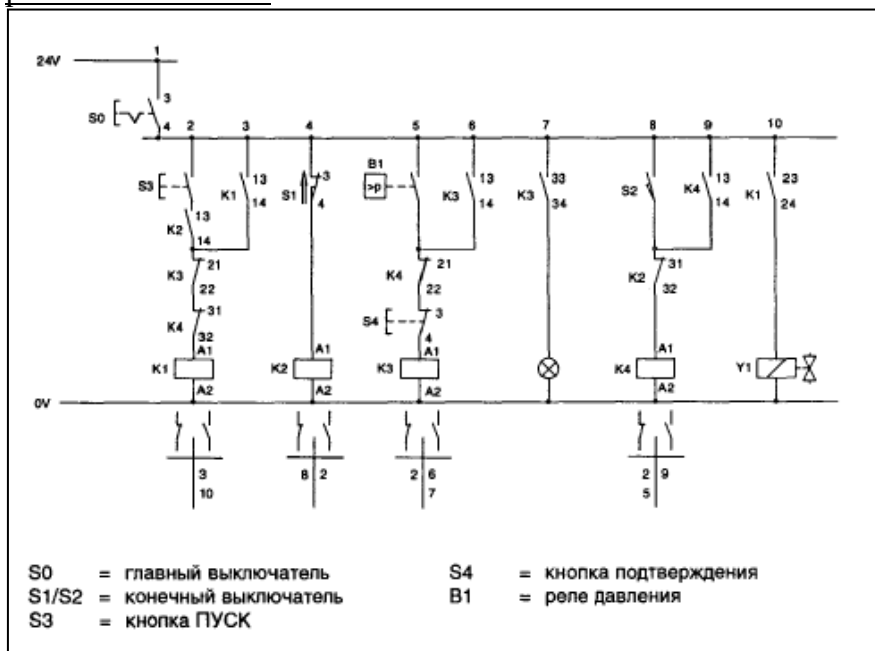 1
24V
3
S0
4
2 3 4 5 6 7 8 9 10
B1
S3 K1 13 14 S1 3 4 >p K3 13 14 K3 33 34 S2 K4 13 14 K1 23 24
K2 13 14
K3 21 22 K4 21 22 K2 31 32
K4 31 32 S4 3 4
A1 A1 A1 A1
K1 K2 K3 K4 Y1
A2 A2 A2 A2
0V
3 8 2 2 6 2 9
10 7 5
S0 = главный выключатель
S1/S2 = конечный выключатель
S3 = кнопка ПУСК
S4 = кнопка подтверждения
B1 = реле давления